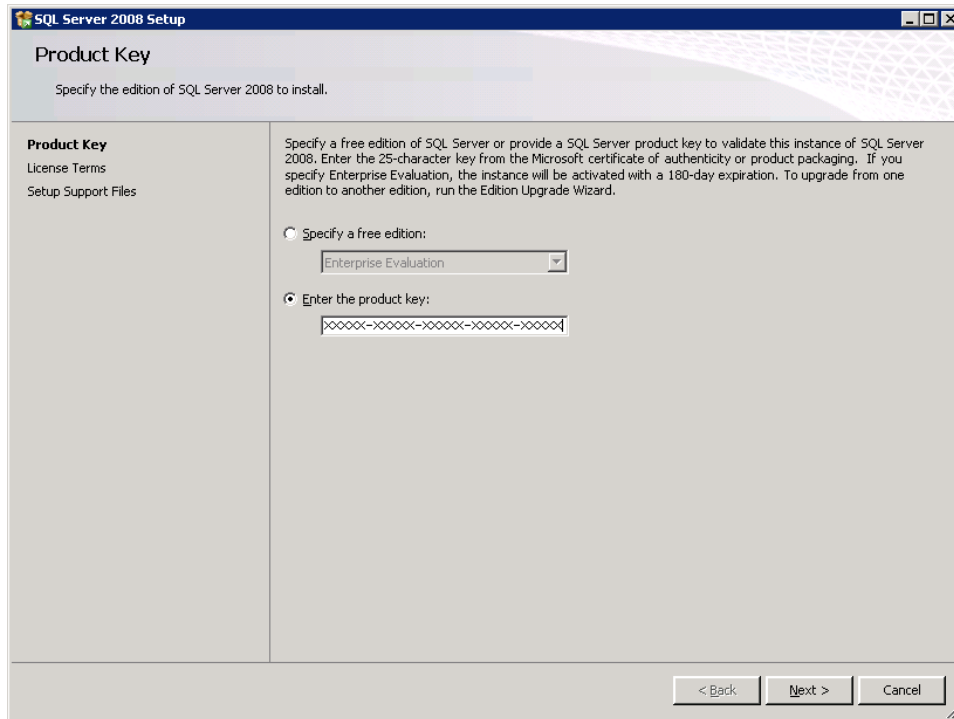 SQL Server 2008 Setup
Product Key
Specify the edition of SQL Server 2008 to install.
Product Key
License Terms
Setup Support Files
Specify a free edition of SQL Server or provide a SQL Server product key to validate this instance of SQL Server
2008. Enter the 25-character key from the Microsoft certificate of authenticity or product packaging. If you
specify Enterprise Evaluation, the instance will be activated with a 180-day expiration. To upgrade from one
edition to another edition, run the Edition Upgrade Wizard.
Specify a free edition:
Enterprise Evaluation
Enter the product key:
XXXXX-XXXXX-XXXXX-XXXXX-XXXXX
< Back
Next >
Cancel